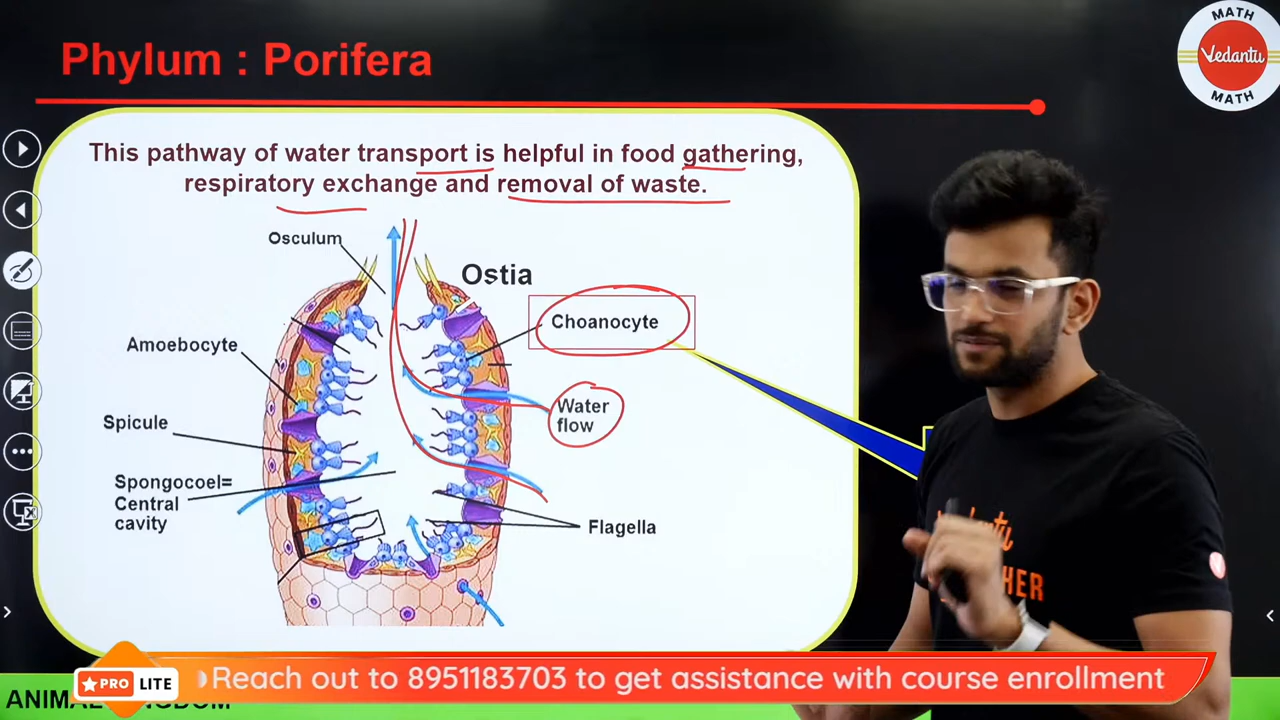 Phylum : Porifera
MATH
Vedantu
MATH
This pathway of water transport is helpful in food gathering,
respiratory exchange and removal of waste.
Osculum
Ostia
Choanocyte
Amoebocyte
Water
flow
Spicule
Spongocoel=
Central
cavity
Flagella
PRO LITE
Reach out to 8951183703 to get assistance with course enrollment